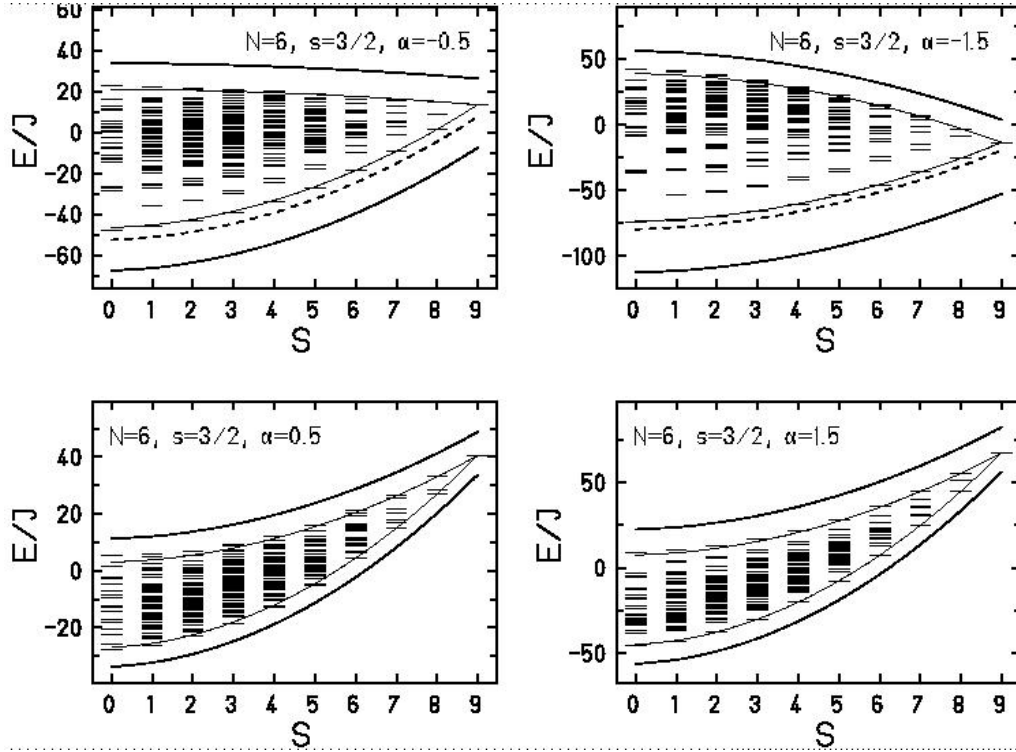 60
40
20
0
-20
-40
-60
E/J
N=6, s=3/2, α=-0.5
0 1 2 3 4 5 6 7 8 9
S
50
0
-50
-100
E/J
N=6, s=3/2, α=-1.5
0 1 2 3 4 5 6 7 8 9
S
40
20
0
-20
E/J
N=6, s=3/2, α=0.5
0 1 2 3 4 5 6 7 8 9
S
50
0
-50
E/J
N=6, s=3/2, α=1.5
0 1 2 3 4 5 6 7 8 9
S